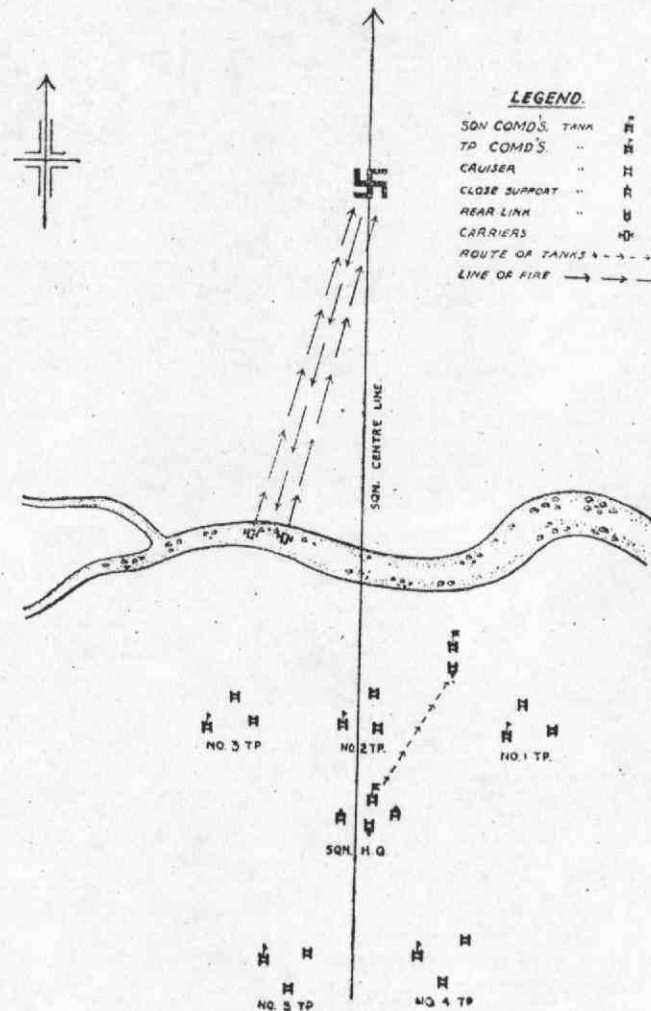 LEGEND.
SQN COMD'S. TANK
TP COMD'S. "
CRUISER "
CLOSE SUPPORT "
REAR LINK "
CARRIERS
ROUTE OF TANKS
LINE OF FIRE
SQN. CENTRE LINE.
NO. 3 TP.
NO. 2 TP.
NO. 1 TP.
SQN. H.Q.
NO. 5 TP
NO. 4 TP